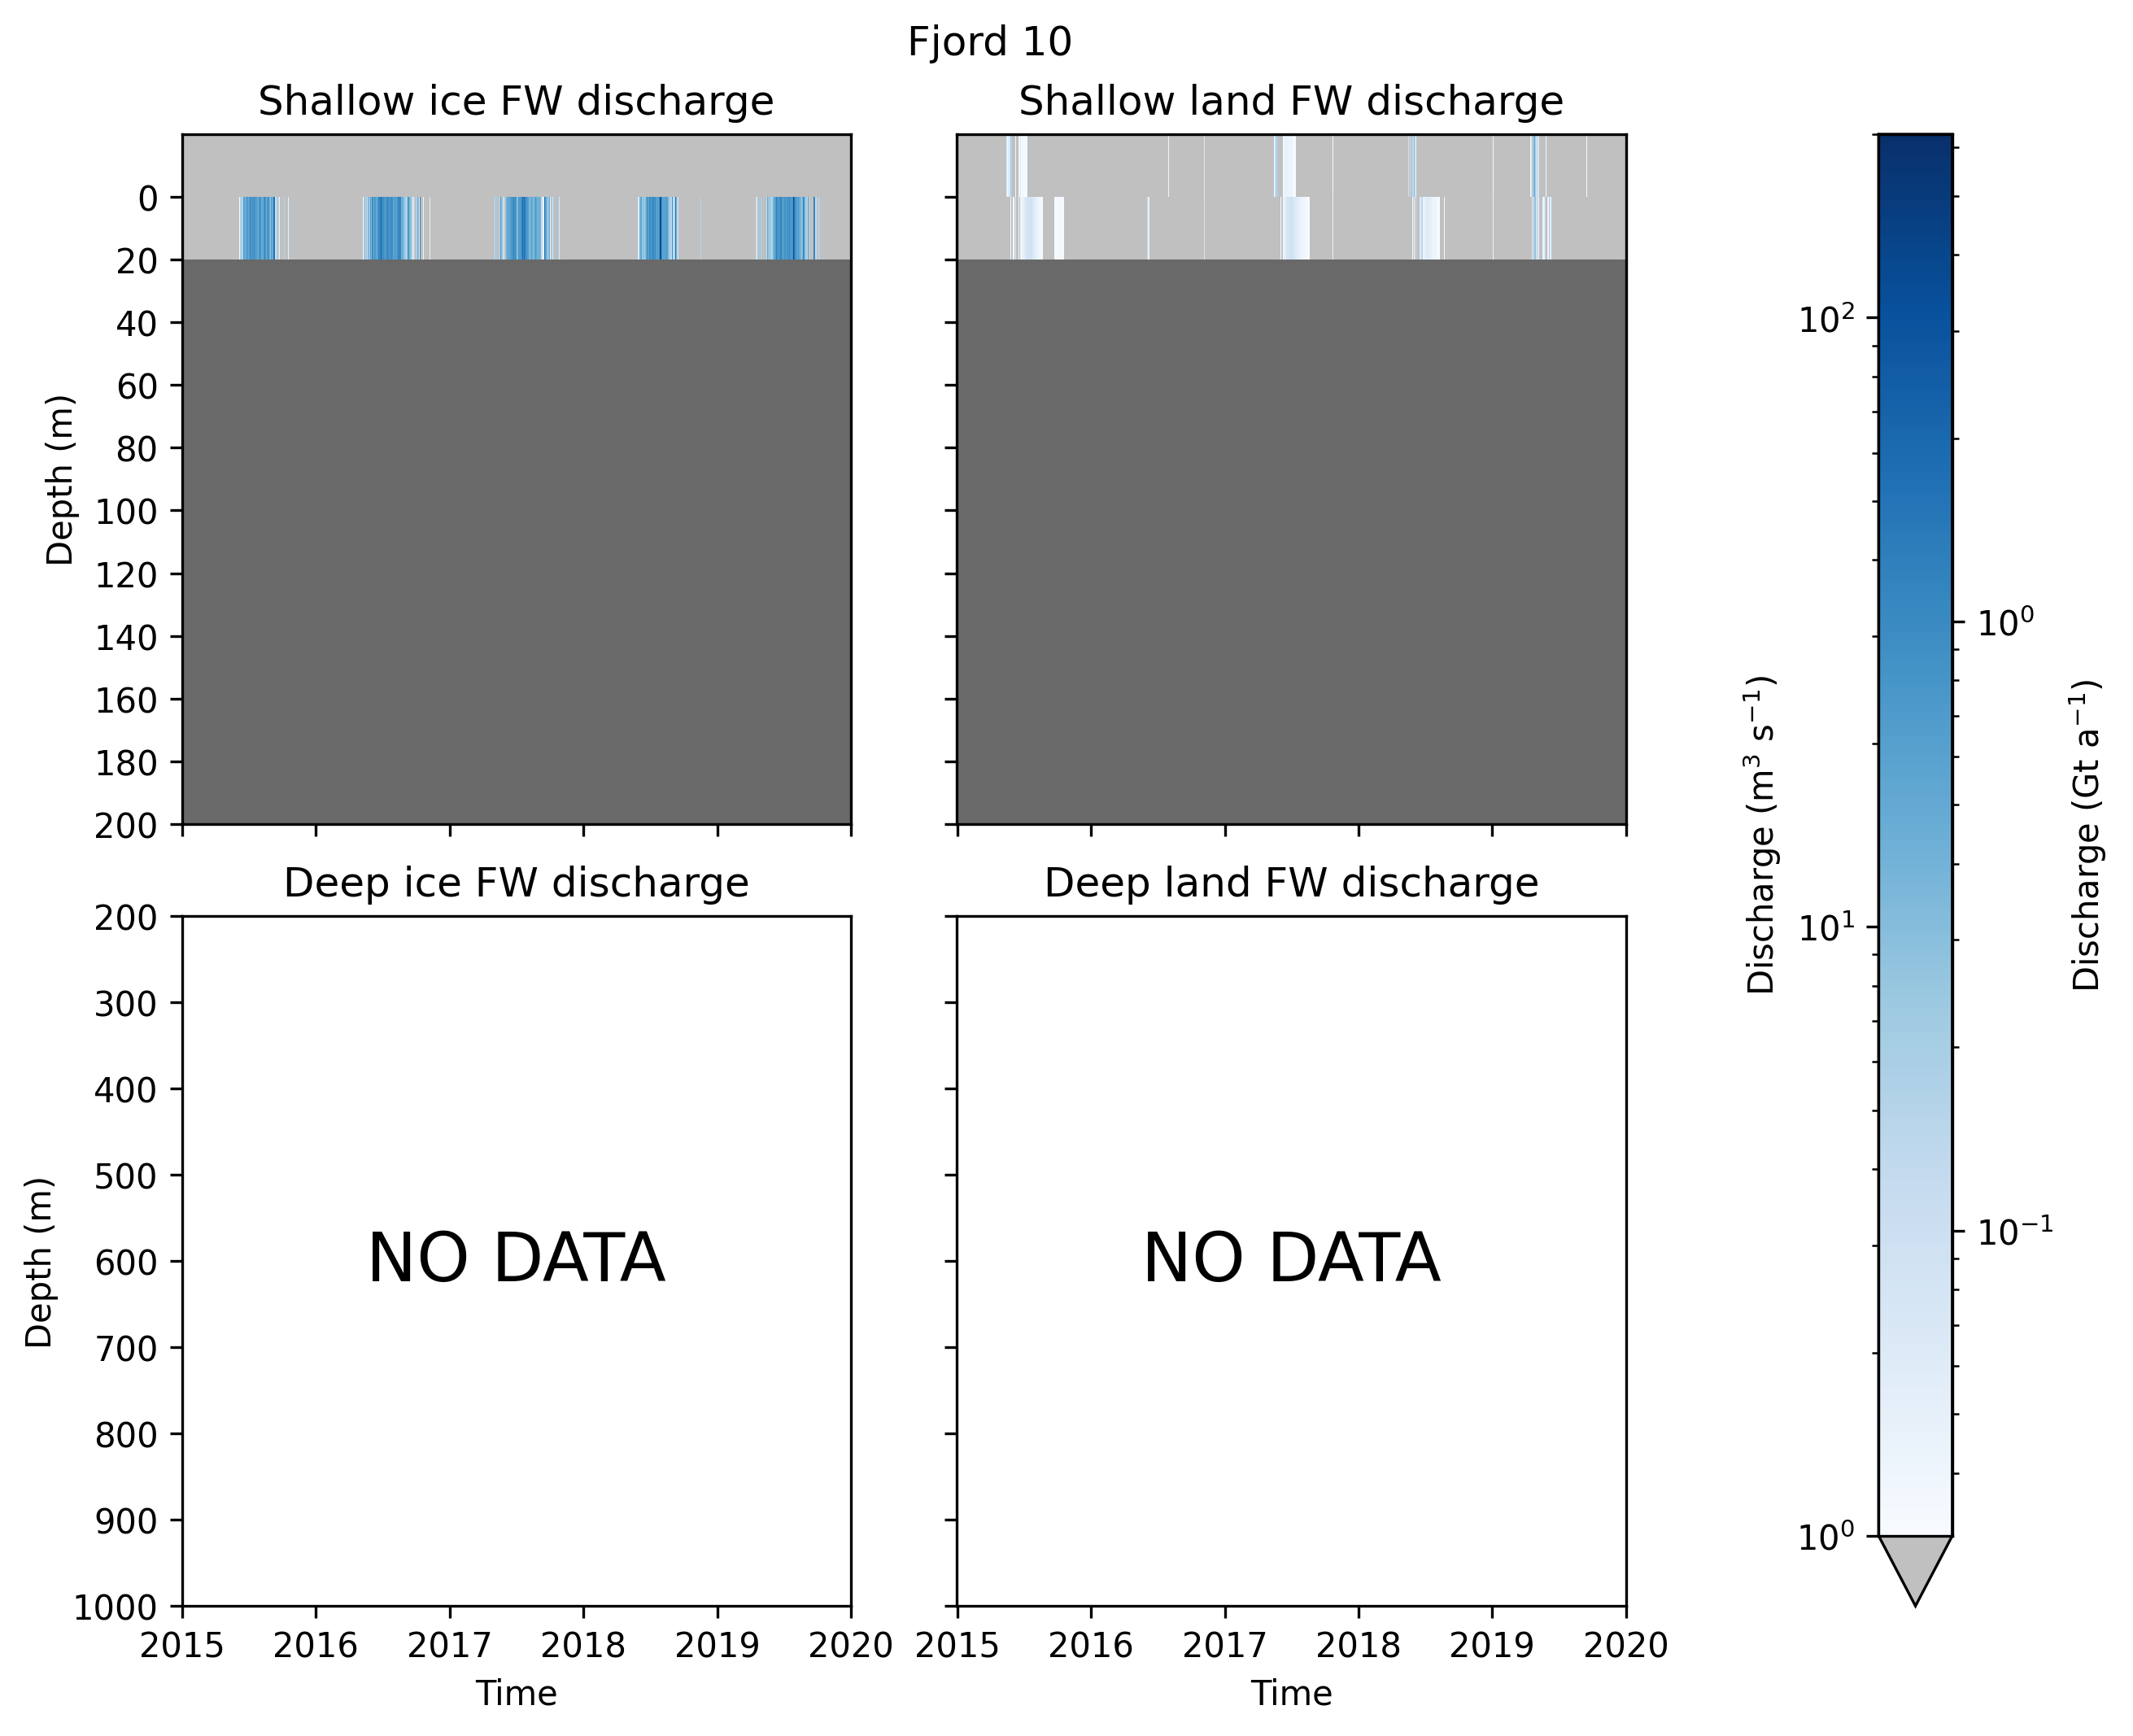 Fjord 10
Shallow ice FW discharge
Shallow land FW discharge
0
20
40
60
80
100
120
140
160
180
200
Depth (m)
Deep ice FW discharge
Deep land FW discharge
200
300
400
500
600
700
800
900
1000
Depth (m)
NO DATA
NO DATA
2015 2016 2017 2018 2019 2020
2015 2016 2017 2018 2019 2020
Time
Time
10²
10¹
10⁰
Discharge (m³ s⁻¹)
10⁰
10⁻¹
Discharge (Gt a⁻¹)